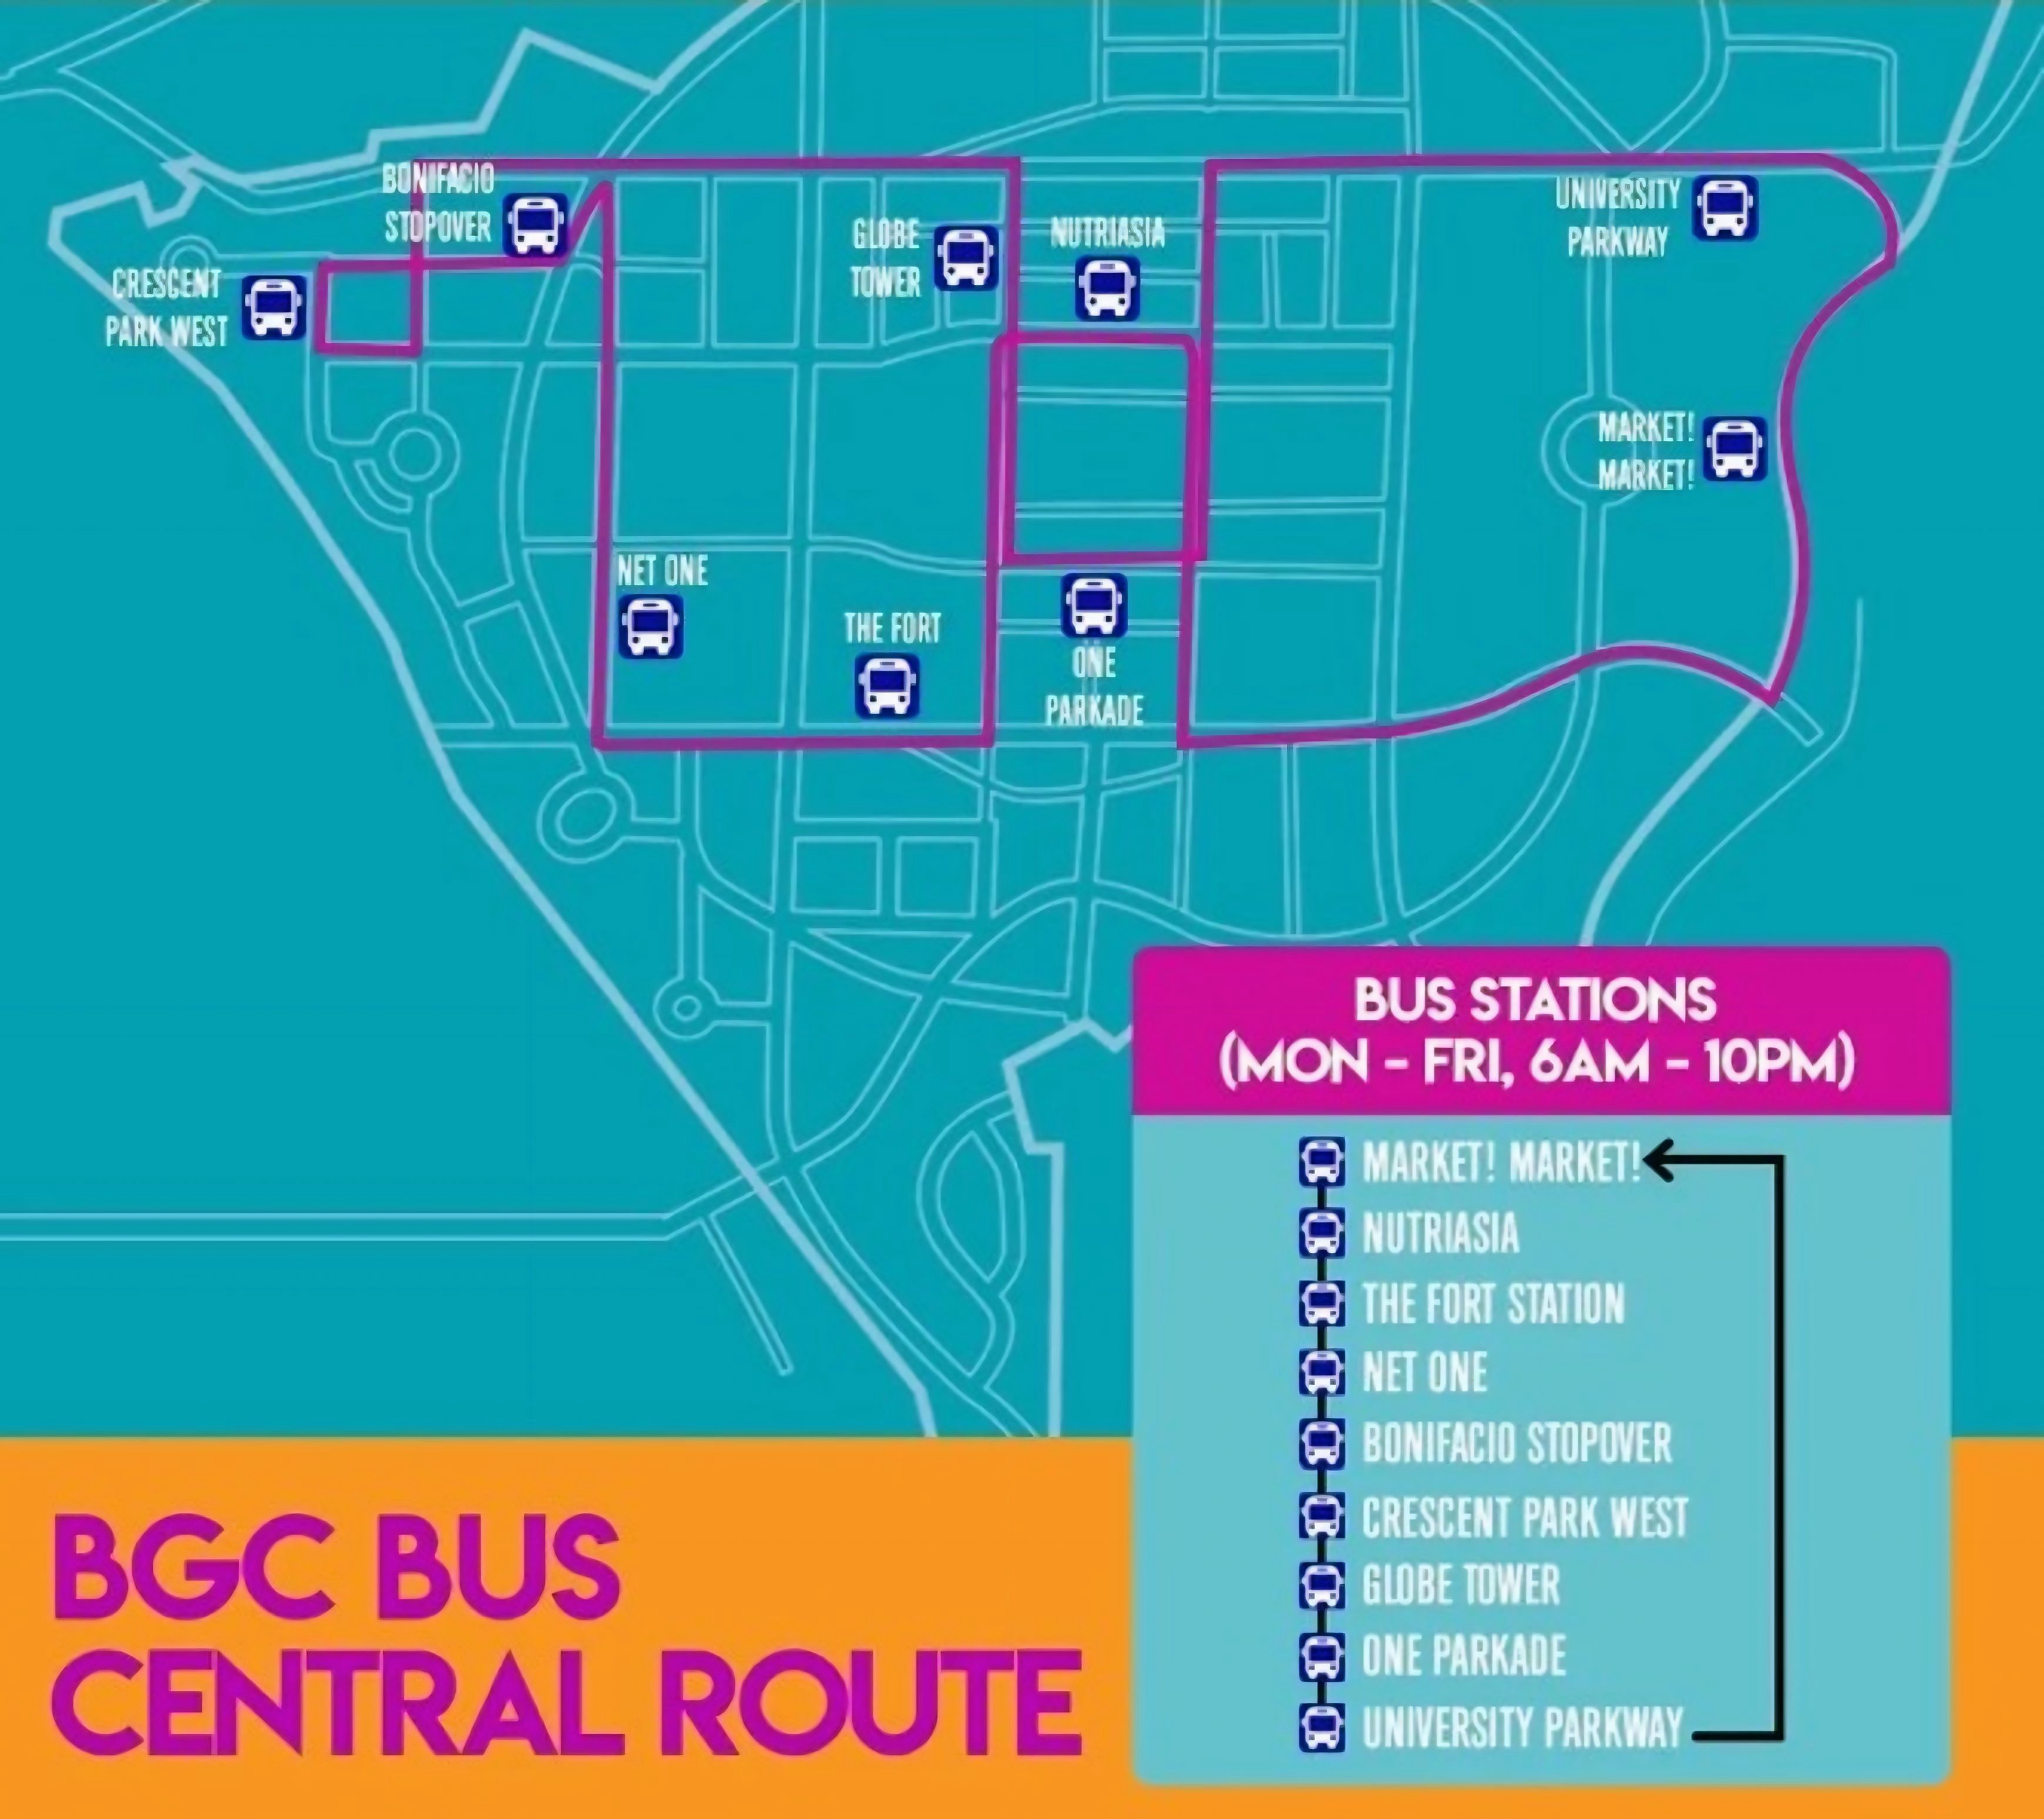 BONIFACIO
STOPOVER
CRESCENT
PARK WEST
GLOBE
TOWER
NUTRIASIA
UNIVERSITY
PARKWAY
MARKET!
MARKET!
NET ONE
THE FORT
ONE
PARKADE
BUS STATIONS
(MON - FRI, 6AM - 10PM)
MARKET! MARKET!
NUTRIASIA
THE FORT STATION
NET ONE
BONIFACIO STOPOVER
CRESCENT PARK WEST
GLOBE TOWER
ONE PARKADE
UNIVERSITY PARKWAY
BGC BUS
CENTRAL ROUTE